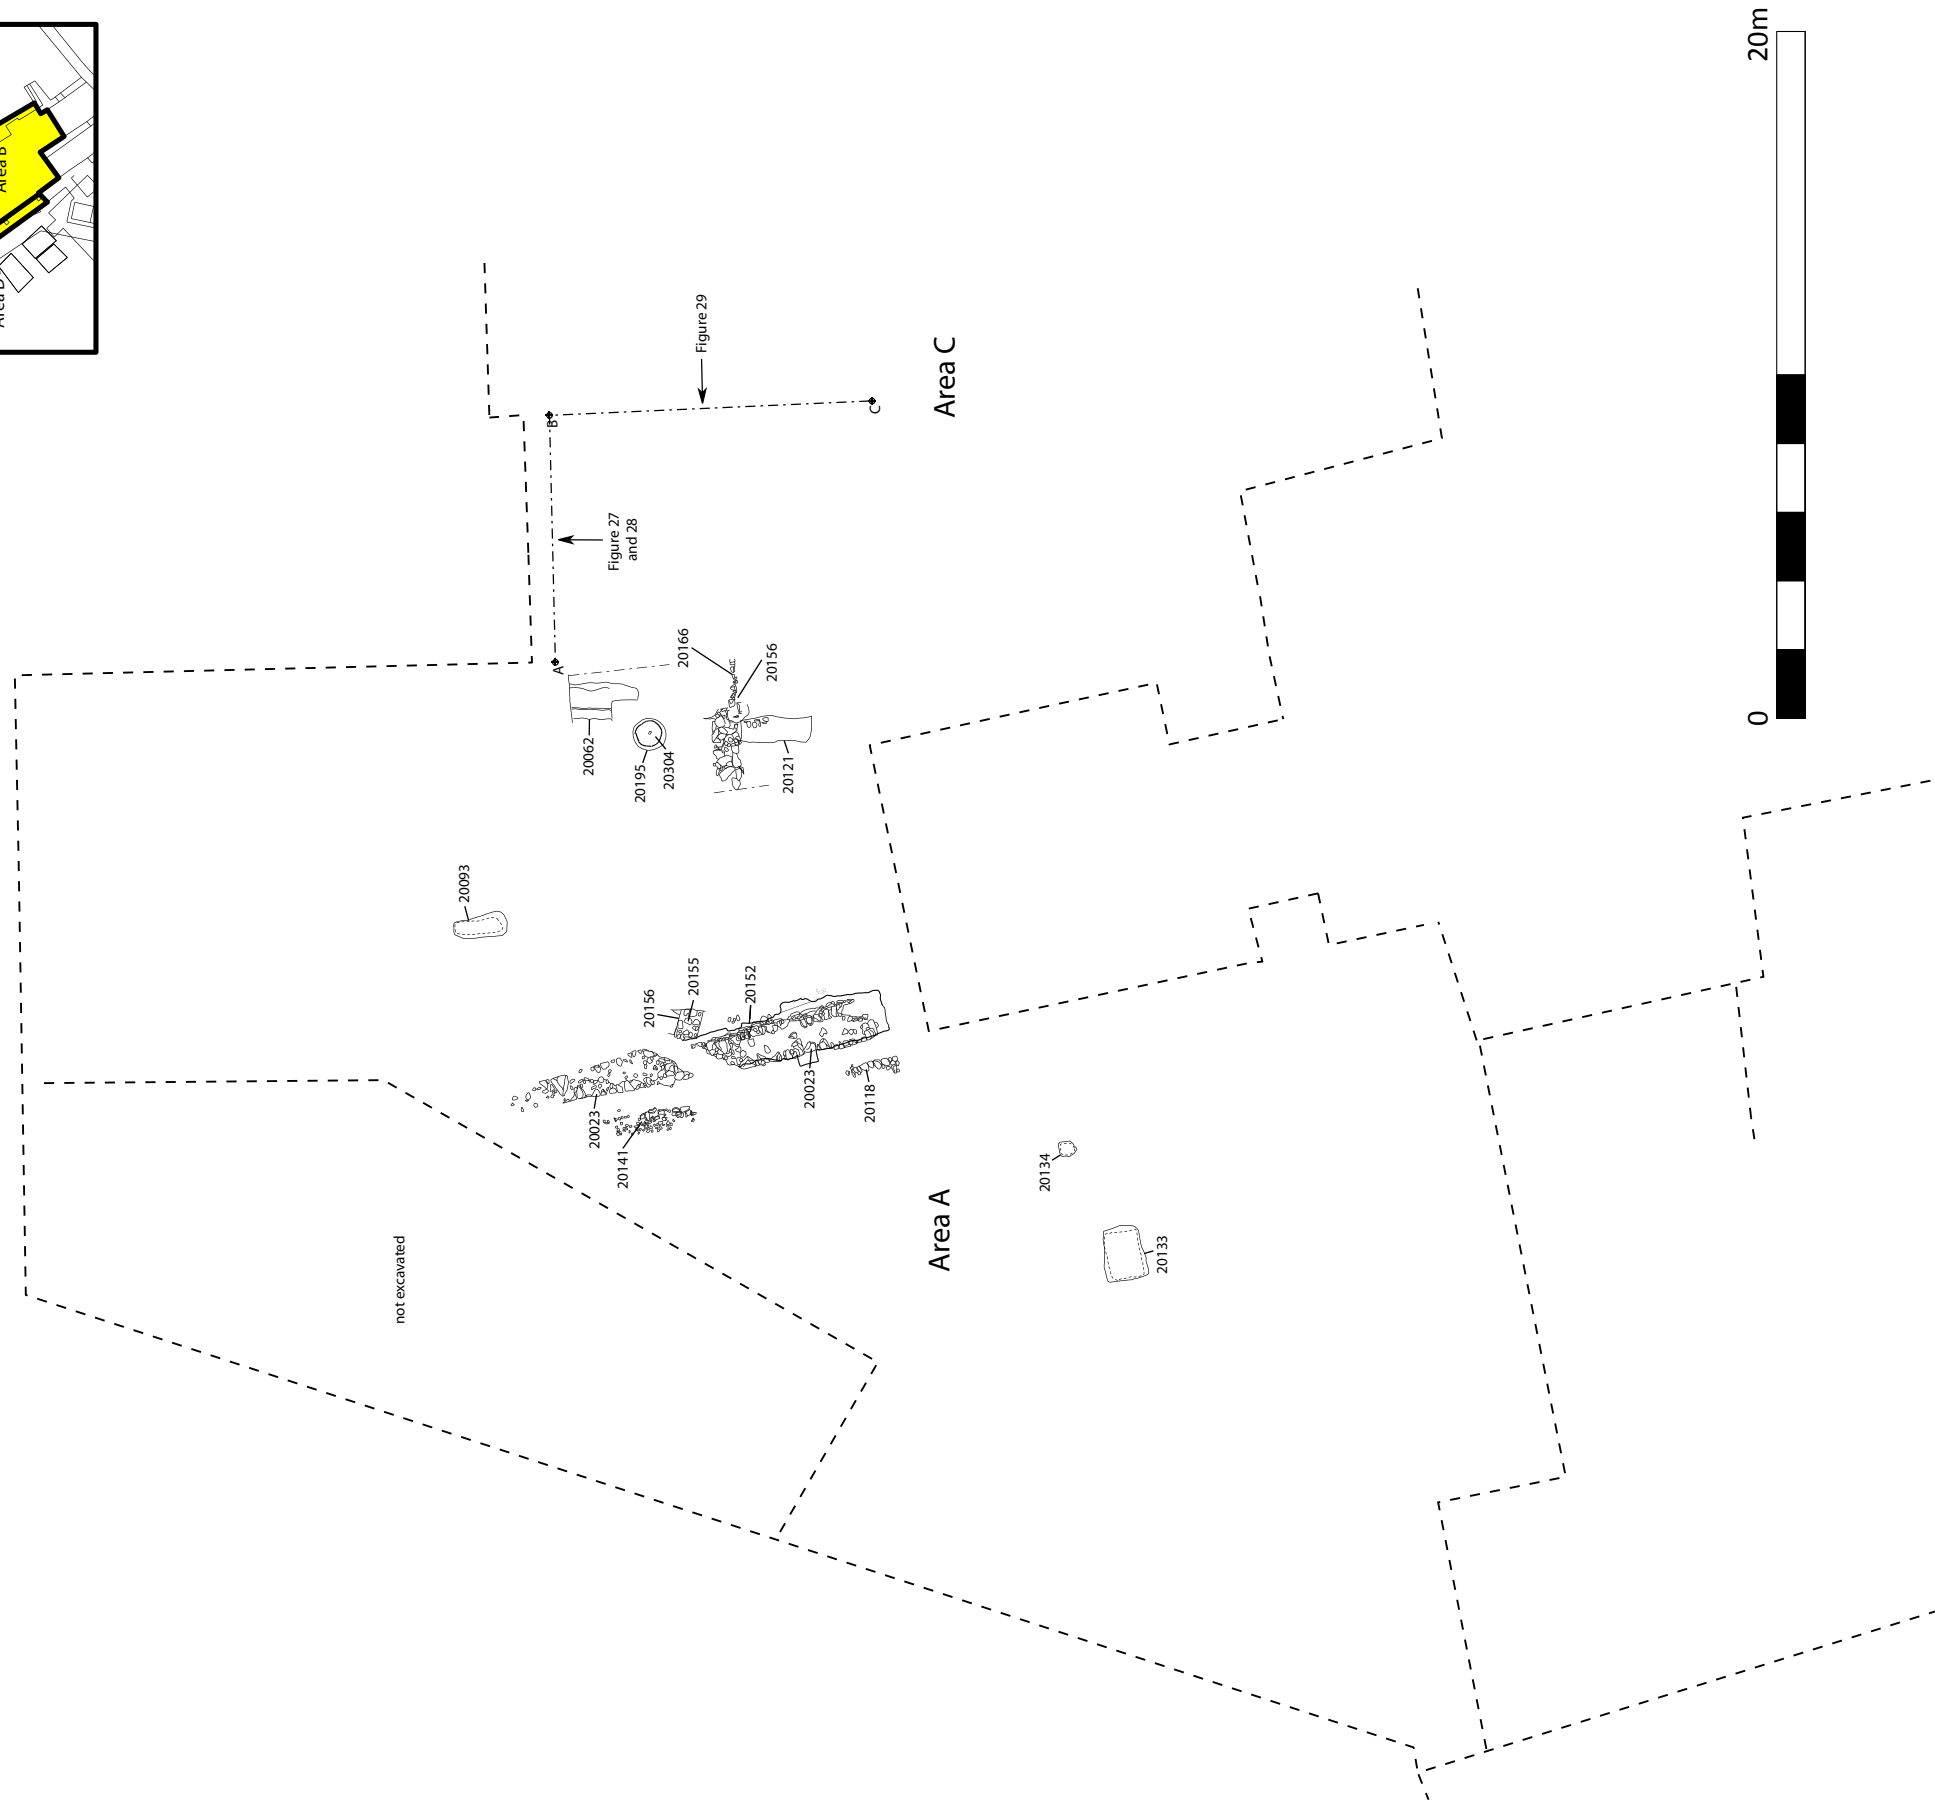 Area B
Area D
20m
0
Figure 29
Area C
B
C
Figure 27
and 28
A
20166
20156
20062
20195
20304
20121
20093
20156
20155
20152
20023
20141
20023
20118
20134
20133
Area A
not excavated